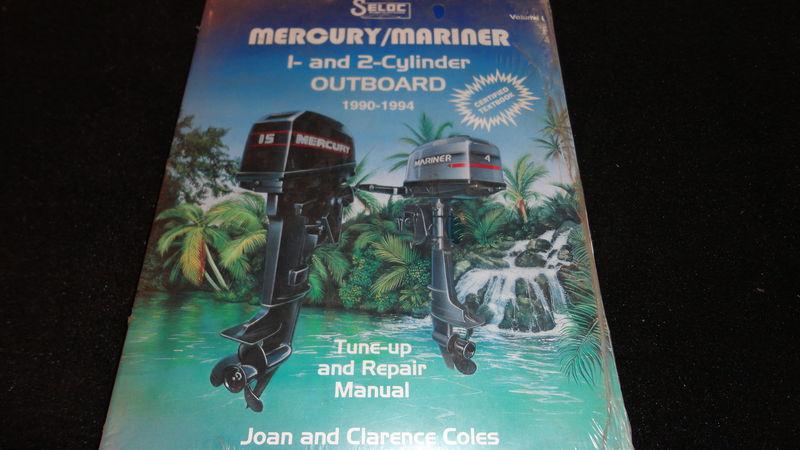 SELOC
Volume I
MERCURY/MARINER
1- and 2-Cylinder
OUTBOARD
1990-1994
CERTIFIED
TEXTBOOK
15 MERCURY
MARINER 4
Tune-up
and Repair
Manual
Joan and Clarence Coles